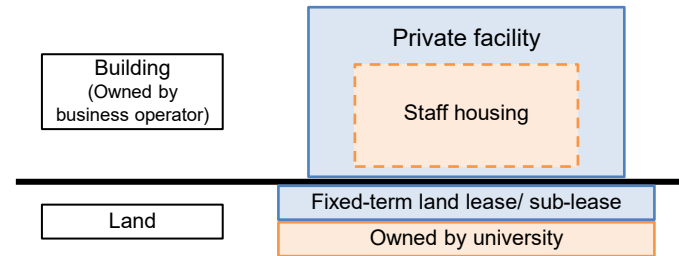 Building
(Owned by
business operator)
Private facility
Staff housing
Land
Fixed-term land lease/ sub-lease
Owned by university